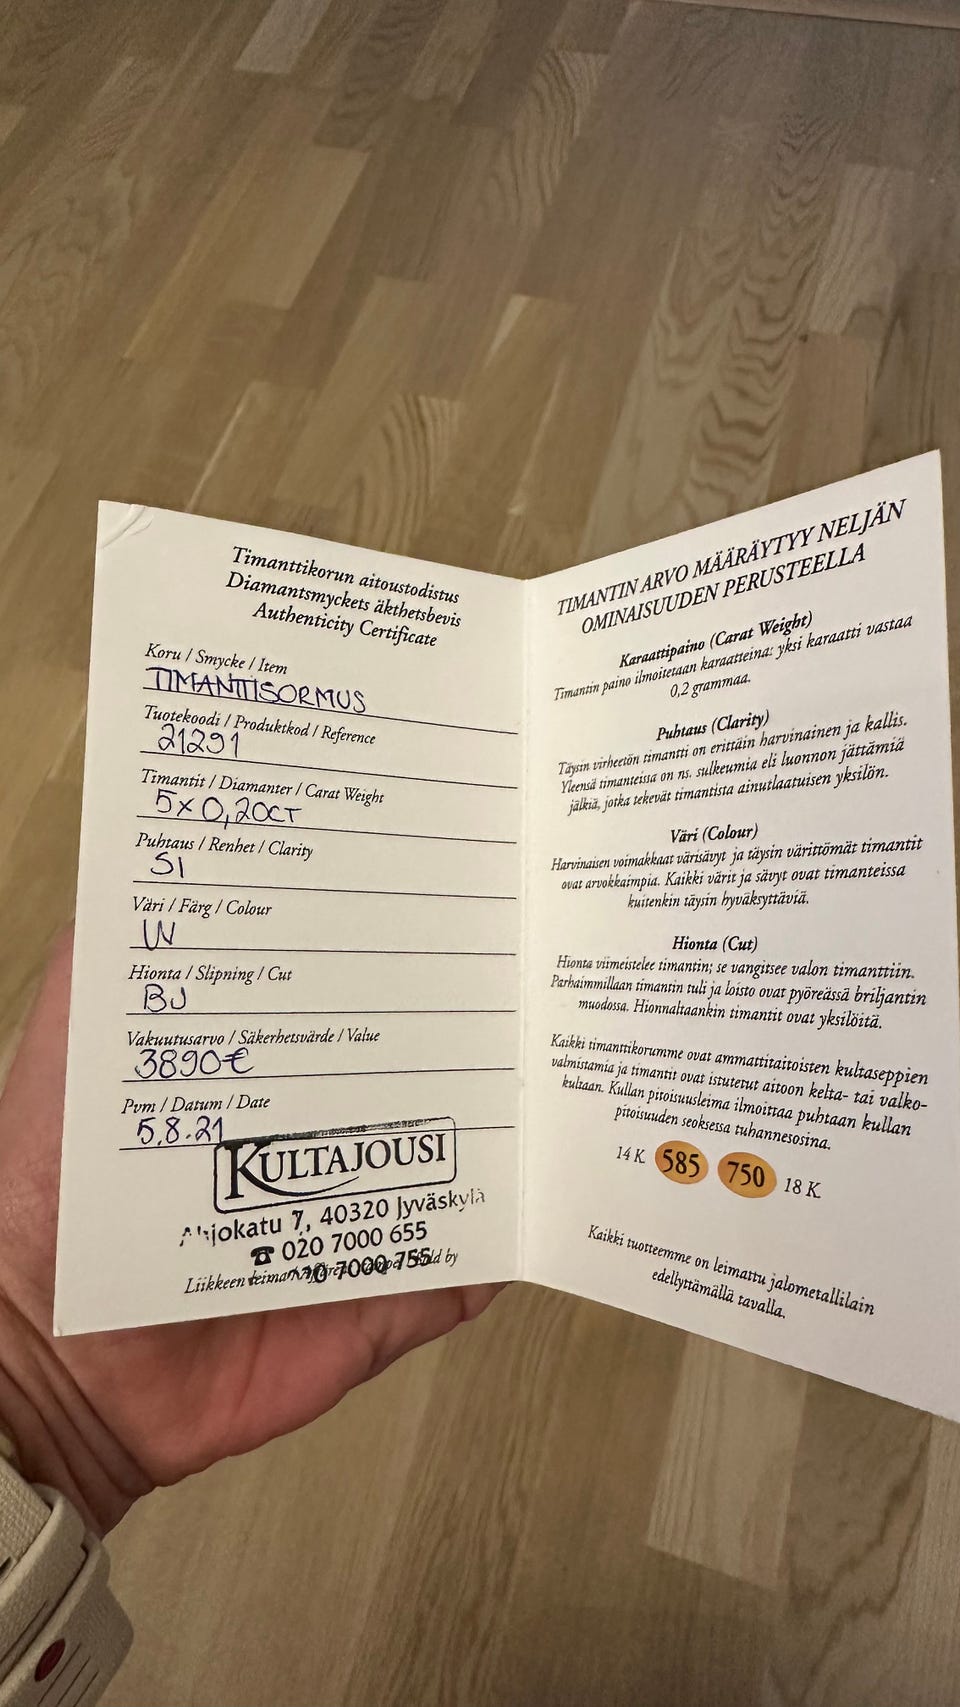 Timanttikorun aitoustodistus
Diamantsmyckets äkthetsbevis
Authenticity Certificate
Koru / Smycke / Item
TIMANTTISORMUS
Tuotekoodi / Produktkod / Reference
21291
Timantit / Diamanter / Carat Weight
5x0,20CT
Puhtaus / Renhet / Clarity
SI
Väri / Färg / Colour
W
Hionta / Slipning / Cut
BJ
Vakuutusarvo / Säkerhetsvärde / Value
3890€
Pvm / Datum / Date
5.8.21
KULTAJOUSI
Ahjokatu 7, 40320 Jyväskylä
☎ 020 7000 655
020 7000 755
Liikkeen leima by
TIMANTIN ARVO MÄÄRÄYTYY NELJÄN
OMINAISUUDEN PERUSTEELLA
Karaattipaino (Carat Weight)
Timantin paino ilmoitetaan karaatteina: yksi karaatti vastaa
0,2 grammaa.
Puhtaus (Clarity)
Täysin virheetön timantti on erittäin harvinainen ja kallis.
Yleensä timanteissa on ns. sulkeumia eli luonnon jättämiä
jälkiä, jotka tekevät timantista ainutlaatuisen yksilön.
Väri (Colour)
Harvinaisen voimakkaat värisävyt ja täysin värittömät timantit
ovat arvokkaimpia. Kaikki värit ja sävyt ovat timanteissa
kuitenkin täysin hyväksyttäviä.
Hionta (Cut)
Hionta viimeistelee timantin; se vangitsee valon timanttiin.
Parhaimmillaan timantin tuli ja loisto ovat pyöreässä briljantin
muodossa. Hionnaltaankin timantit ovat yksilöitä.
Kaikki timanttikorumme ovat ammattitaitoisten kultaseppien
valmistamia ja timantit ovat istutetut aitoon kelta- tai valko-
kultaan. Kullan pitoisuusleima ilmoittaa puhtaan kullan
pitoisuuden seoksessa tuhannesosina.
14 K 585 750 18 K
Kaikki tuotteemme on leimattu jalometallilain
edellyttämällä tavalla.